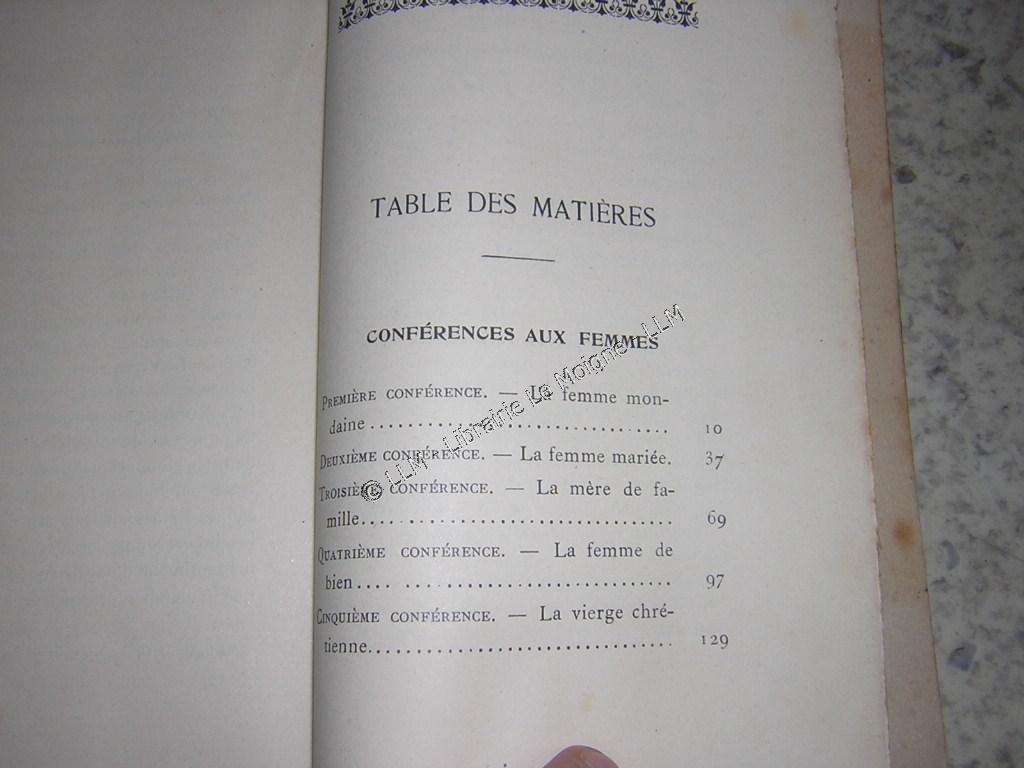 TABLE DES MATIÈRES
CONFÉRENCES AUX FEMMES
PREMIÈRE CONFÉRENCE. — La femme mon-
daine ........................................ 10
DEUXIÈME CONFÉRENCE. — La femme mariée. 37
TROISIÈME CONFÉRENCE. — La mère de fa-
mille........................................ 69
QUATRIÈME CONFÉRENCE. — La femme de
bien .... .................................. 97
CINQUIÈME CONFÉRENCE. — La vierge chré-
tienne........................................ 129
© LLM - Librairie Le Moigne - LLM